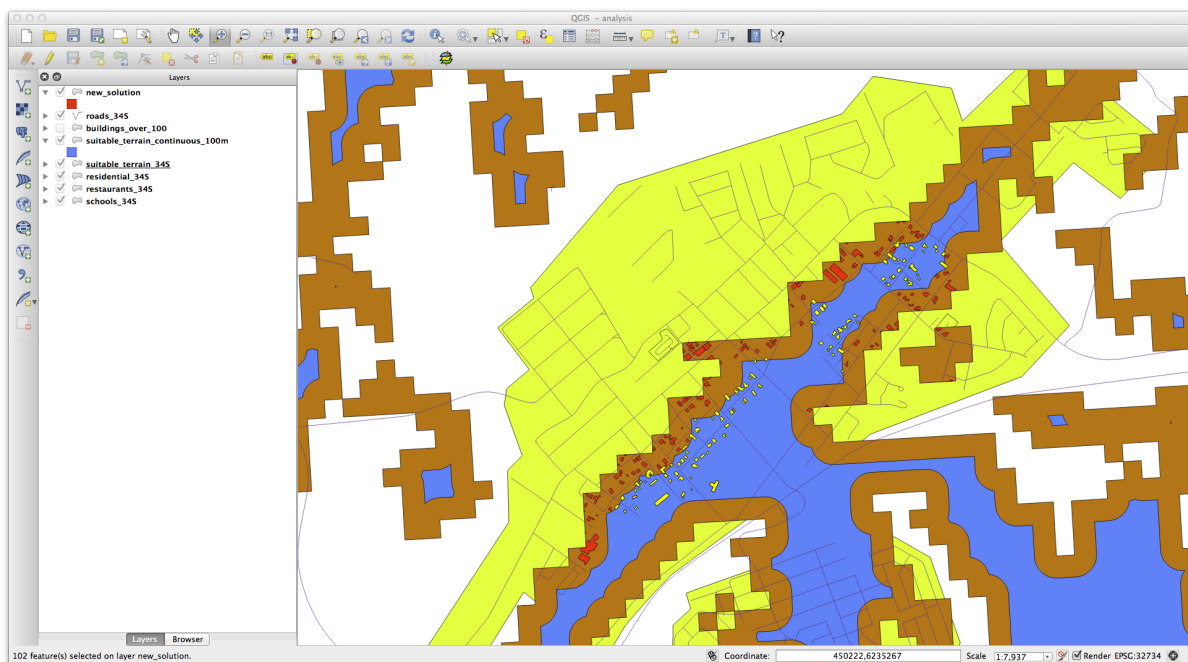 QGIS - analysis
Layers
new_solution
roads_34S
buildings_over_100
suitable_terrain_continuous_100m
suitable_terrain_34S
residential_34S
restaurants_34S
schools_34S
Layers Browser
102 feature(s) selected on layer new_solution.
Coordinate: 450222,6235267 Scale 1:7,937 Render EPSG:32734